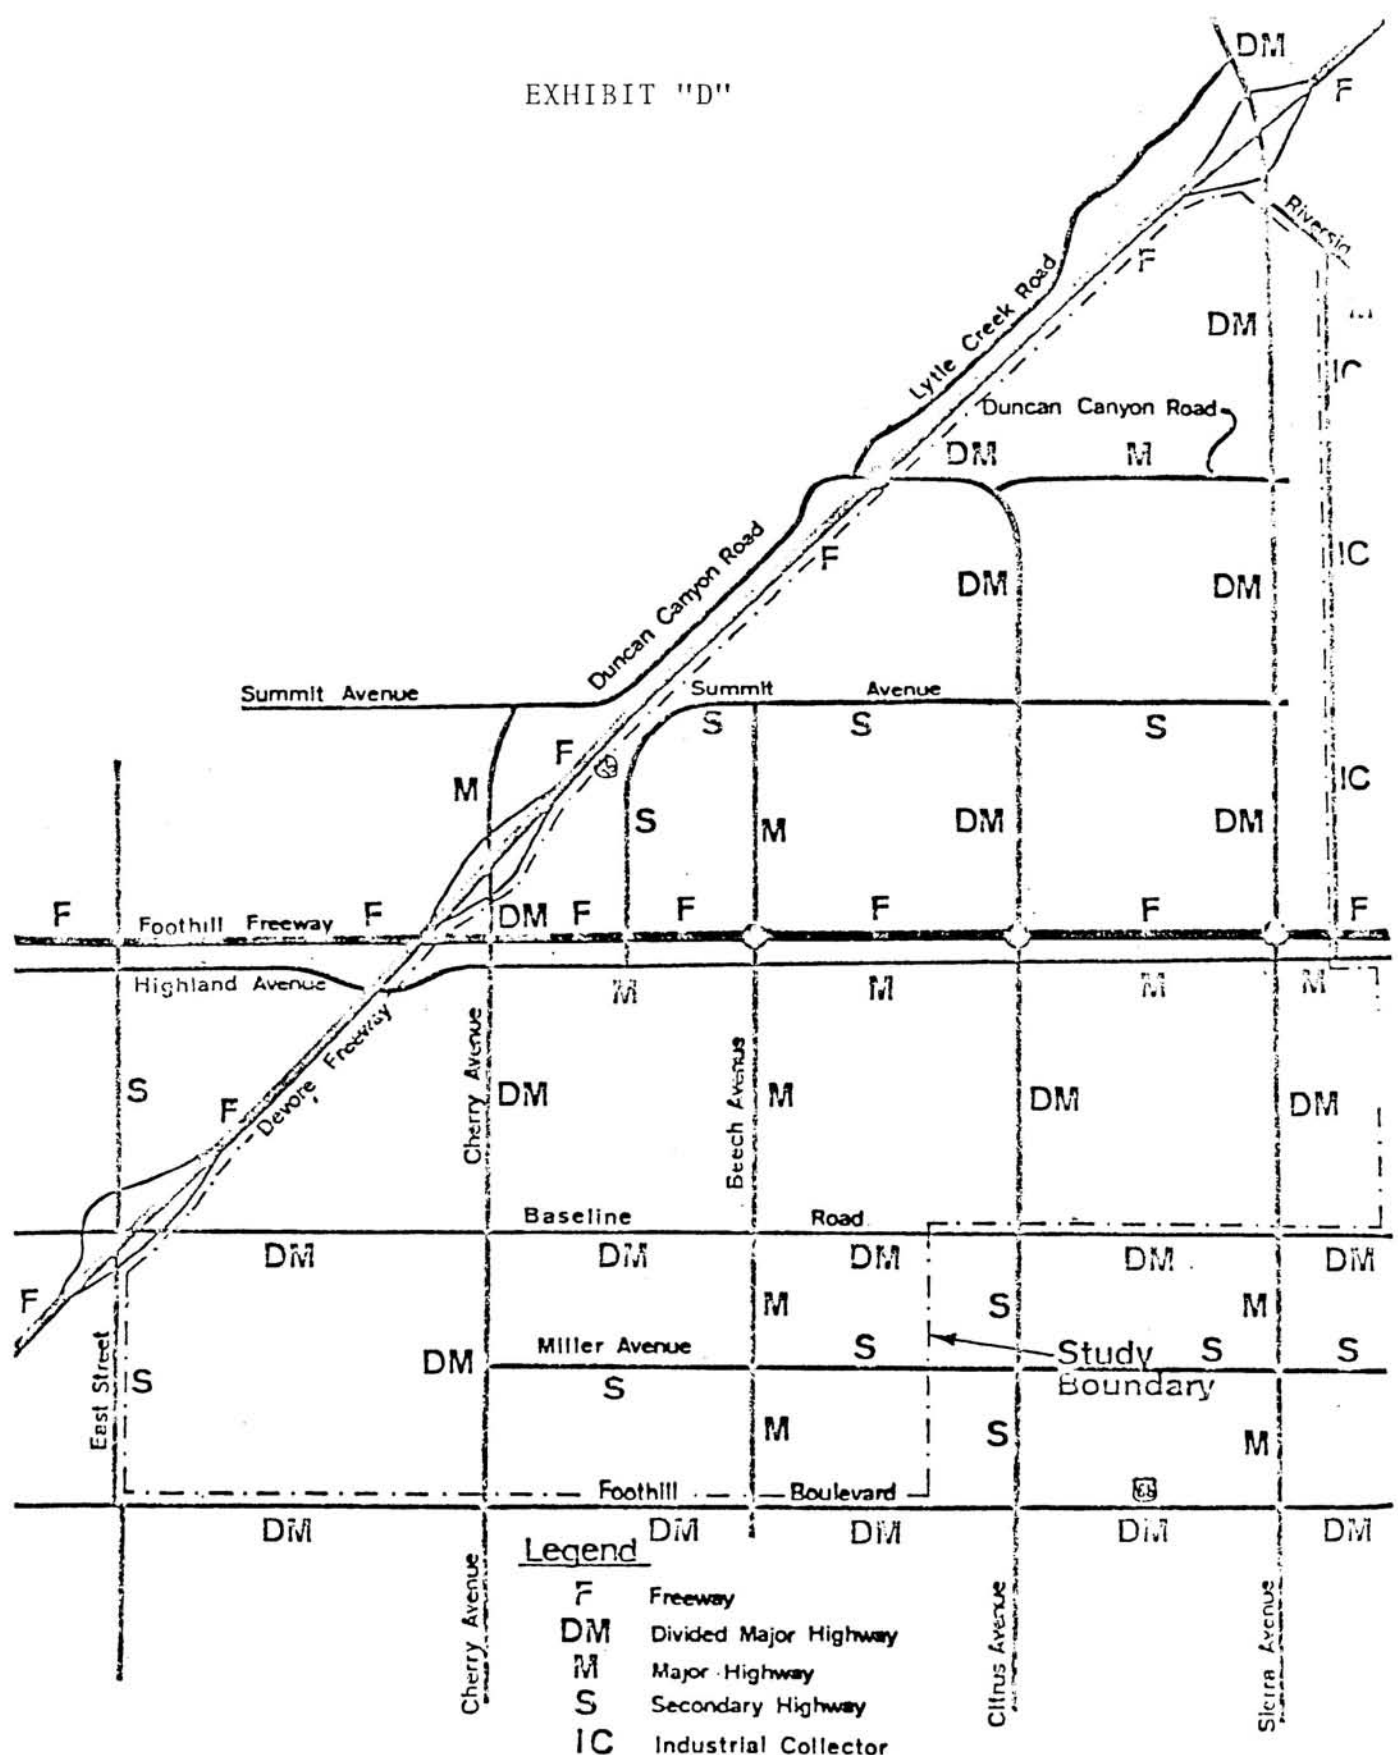 EXHIBIT "D"
DM
F
F
DM
Lytle Creek Road
IC
Duncan Canyon Road
DM
M
Duncan Canyon Road
F
IC
DM
DM
Summit Avenue
Summit Avenue
S
S
S
F
M
IC
S
M
DM
DM
F
Foothill Freeway
F
DM
F
F
F
F
F
Highland Avenue
M
M
M
M
Devore Freeway
Cherry Avenue
Beech Avenue
S
F
DM
M
DM
DM
Baseline Road
DM
DM
DM
DM
DM
F
M
S
M
East Street
S
DM
Miller Avenue
S
S
S
S
Study
Boundary
M
S
M
Foothill Boulevard
DM
DM
DM
DM
DM
Cherry Avenue
Citrus Avenue
Sierra Avenue
Legend
F Freeway
DM Divided Major Highway
M Major Highway
S Secondary Highway
IC Industrial Collector